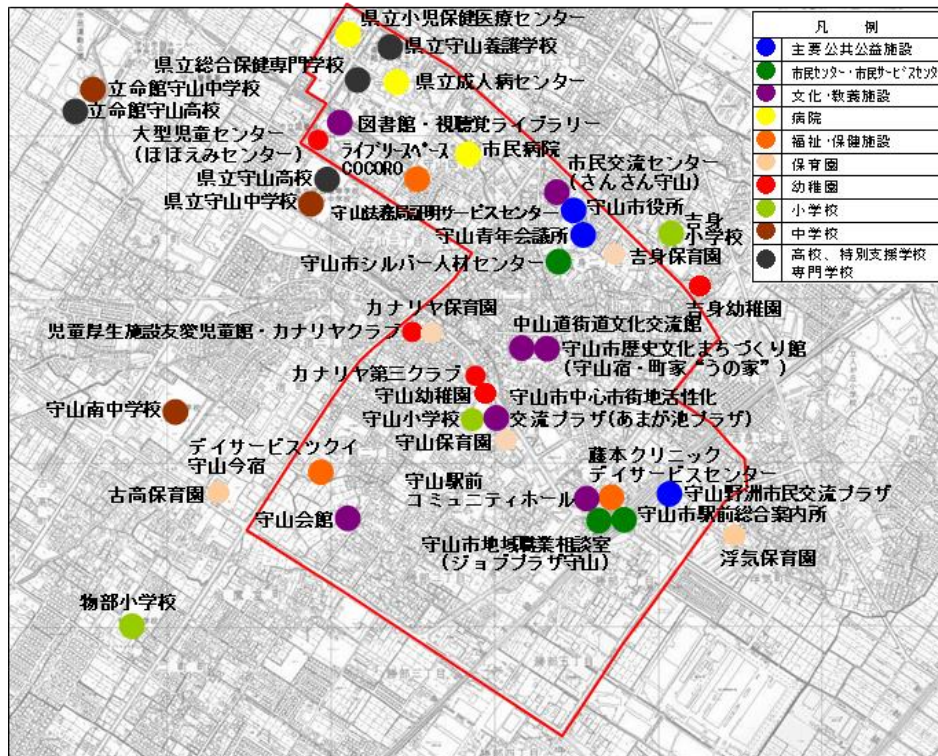 県立小児保健医療センター
県立守山養護学校
県立総合保健専門学校
県立成人病センター
立命館守山中学校
立命館守山高校
図書館・視聴覚ライブラリー
大型児童センター
(ほほえみセンター)
ライブリースペース
COCORO
市民病院
市民交流センター
(さんさん守山)
県立守山高校
県立守山中学校
守山法務局証明サービスセンター
守山市役所
守山青年会議所
吉身
小学校
守山市シルバー人材センター
吉身保育園
吉身幼稚園
カナリヤ保育園
児童厚生施設友愛児童館・カナリヤクラブ
中山道街道文化交流館
守山市歴史文化まちづくり館
(守山宿・町家“うの家”)
カナリヤ第三クラブ
守山幼稚園
守山市中心市街地活性化
守山小学校
交流プラザ(あまが池プラザ)
守山保育園
守山南中学校
デイサービスツクイ
守山今宿
古高保育園
守山会館
守山駅前
コミュニティホール
藤本クリニック
デイサービスセンター
守山野洲市民交流プラザ
守山市駅前総合案内所
守山市地域職業相談室
(ジョブプラザ守山)
浮気保育園
物部小学校
凡 例
主要公共公益施設
市民センター・市民サービスセンタ
文化・教養施設
病院
福祉・保健施設
保育園
幼稚園
小学校
中学校
高校、特別支援学校
専門学校